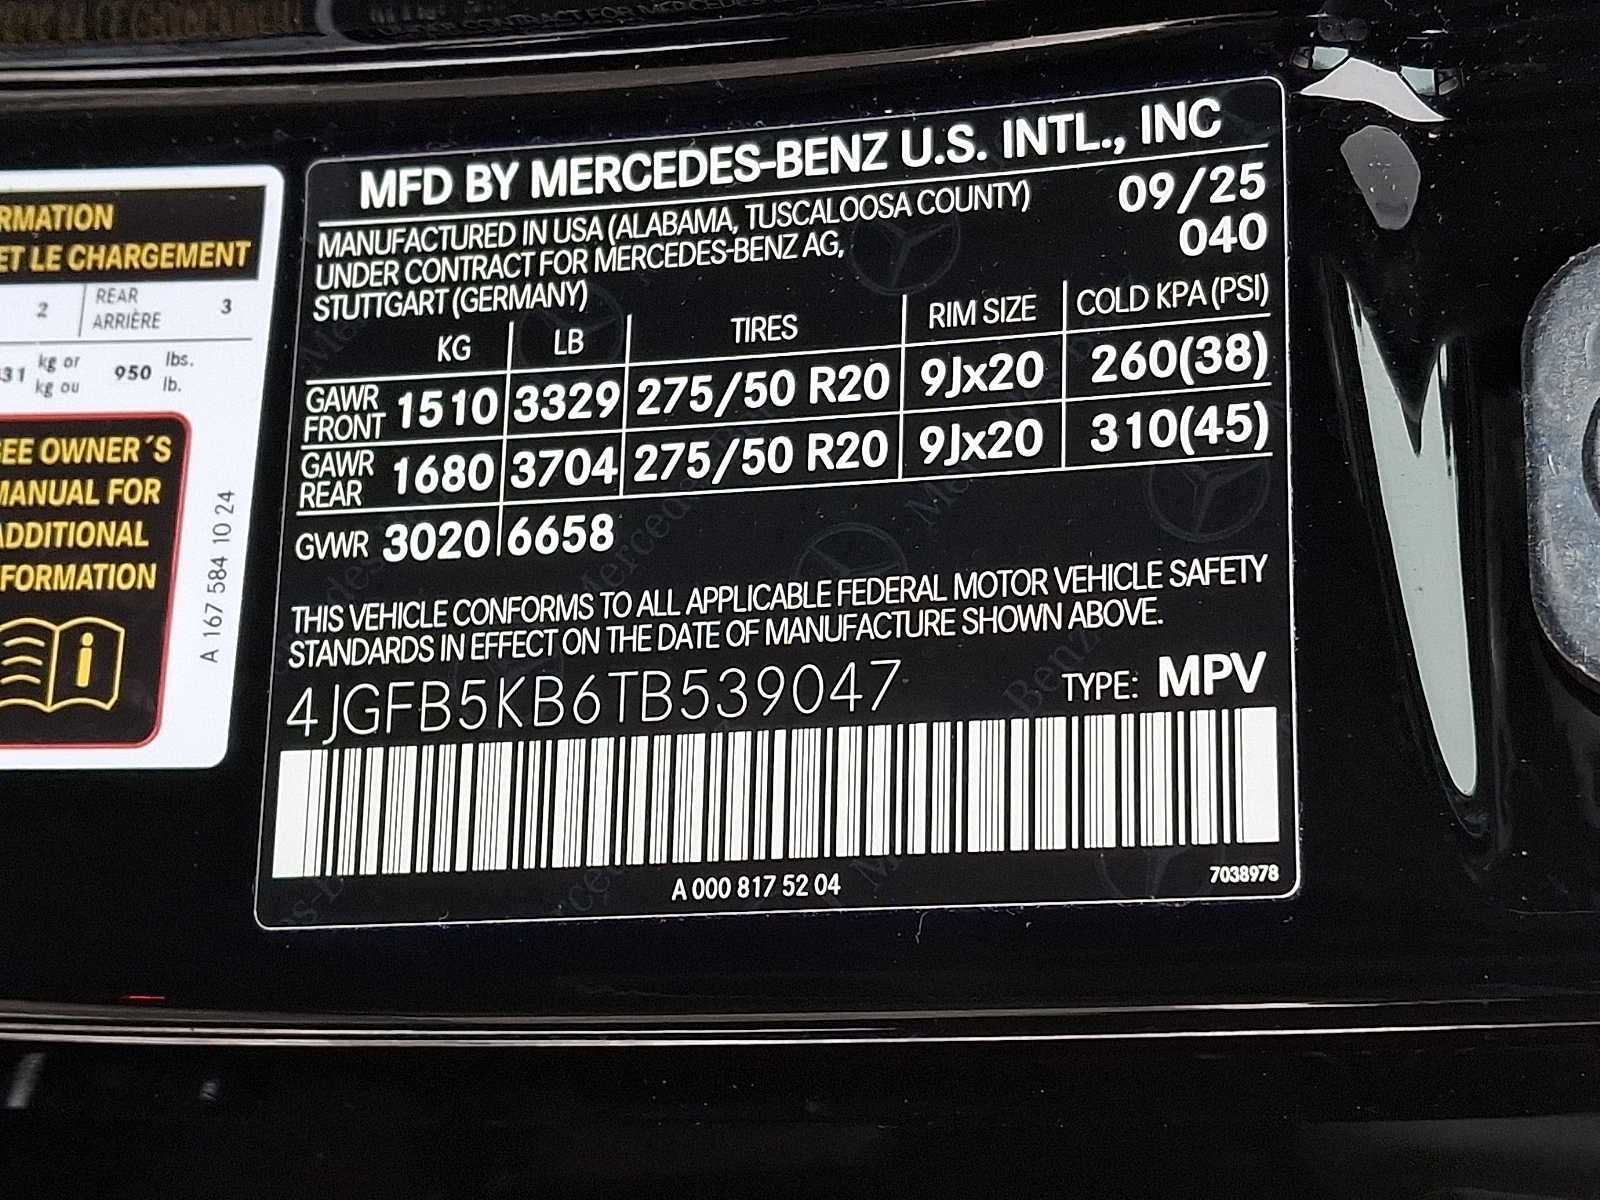 RMATION
ET LE CHARGEMENT
2 REAR ARRIÈRE 3
31 kg or kg ou 950 lbs. lb.
SEE OWNER´S
MANUAL FOR
ADDITIONAL
FORMATION
A 167 584 10 24
MFD BY MERCEDES-BENZ U.S. INTL., INC
MANUFACTURED IN USA (ALABAMA, TUSCALOOSA COUNTY) 09/25
UNDER CONTRACT FOR MERCEDES-BENZ AG, 040
STUTTGART (GERMANY)
KG LB TIRES RIM SIZE COLD KPA (PSI)
GAWR FRONT 1510 3329 275/50 R20 9Jx20 260(38)
GAWR REAR 1680 3704 275/50 R20 9Jx20 310(45)
GVWR 3020 6658
THIS VEHICLE CONFORMS TO ALL APPLICABLE FEDERAL MOTOR VEHICLE SAFETY
STANDARDS IN EFFECT ON THE DATE OF MANUFACTURE SHOWN ABOVE.
4JGFB5KB6TB539047 TYPE: MPV
A 000 817 52 04 7038978